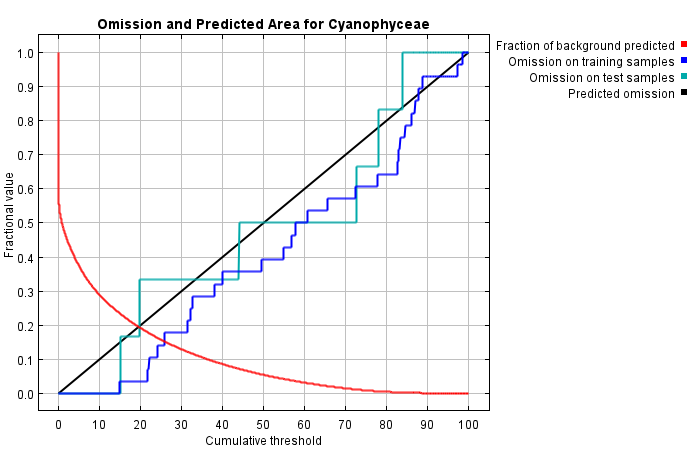 Omission and Predicted Area for Cyanophyceae
Fraction of background predicted
Omission on training samples
Omission on test samples
Predicted omission
Fractional value
1.0
0.9
0.8
0.7
0.6
0.5
0.4
0.3
0.2
0.1
0.0
0 10 20 30 40 50 60 70 80 90 100
Cumulative threshold